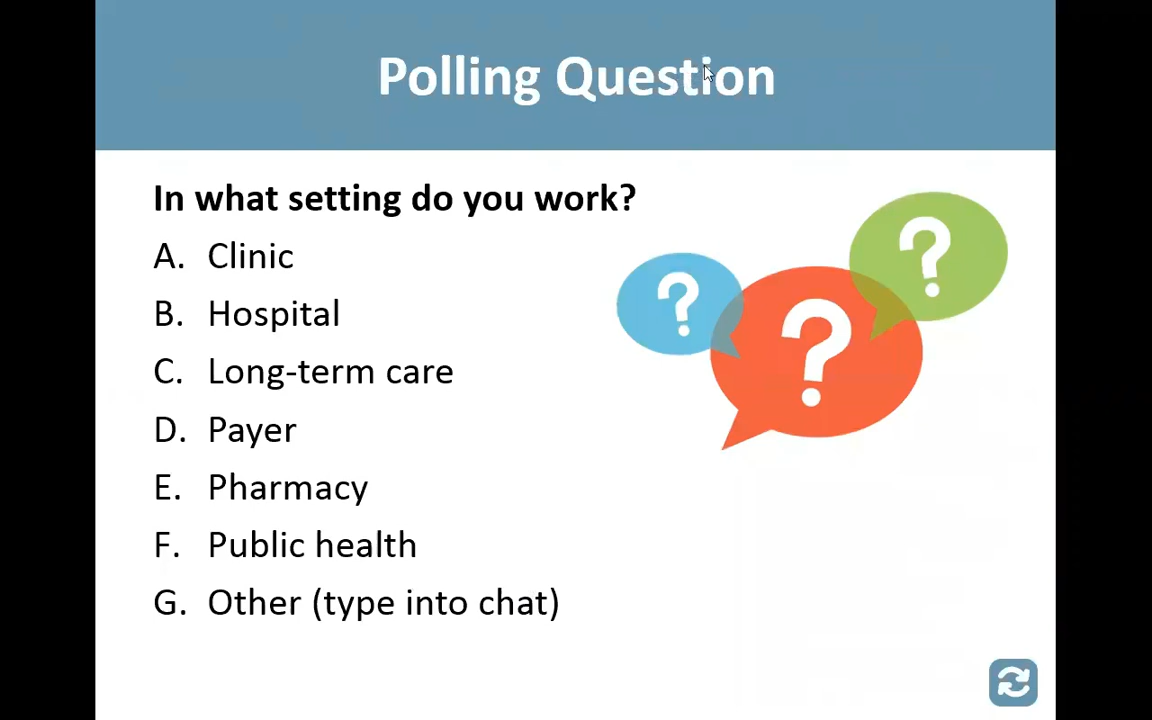 Polling Question
In what setting do you work?
A. Clinic
B. Hospital
C. Long-term care
D. Payer
E. Pharmacy
F. Public health
G. Other (type into chat)
? ? ?